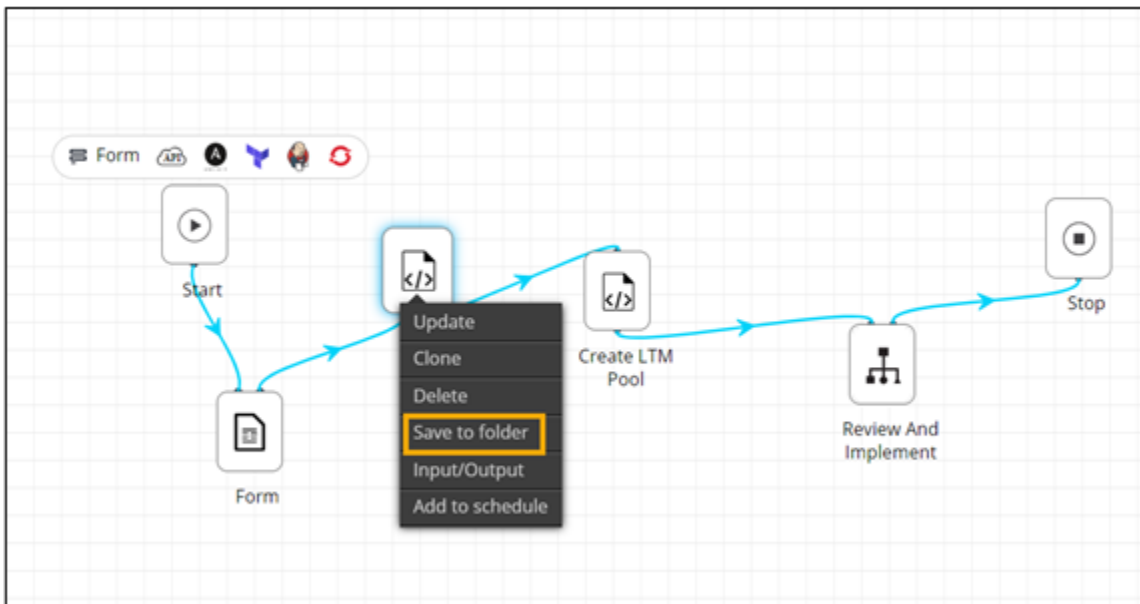 Form
API
A
Start
Form
Update
Clone
Delete
Save to folder
Input/Output
Add to schedule
Create LTM
Pool
Review And
Implement
Stop